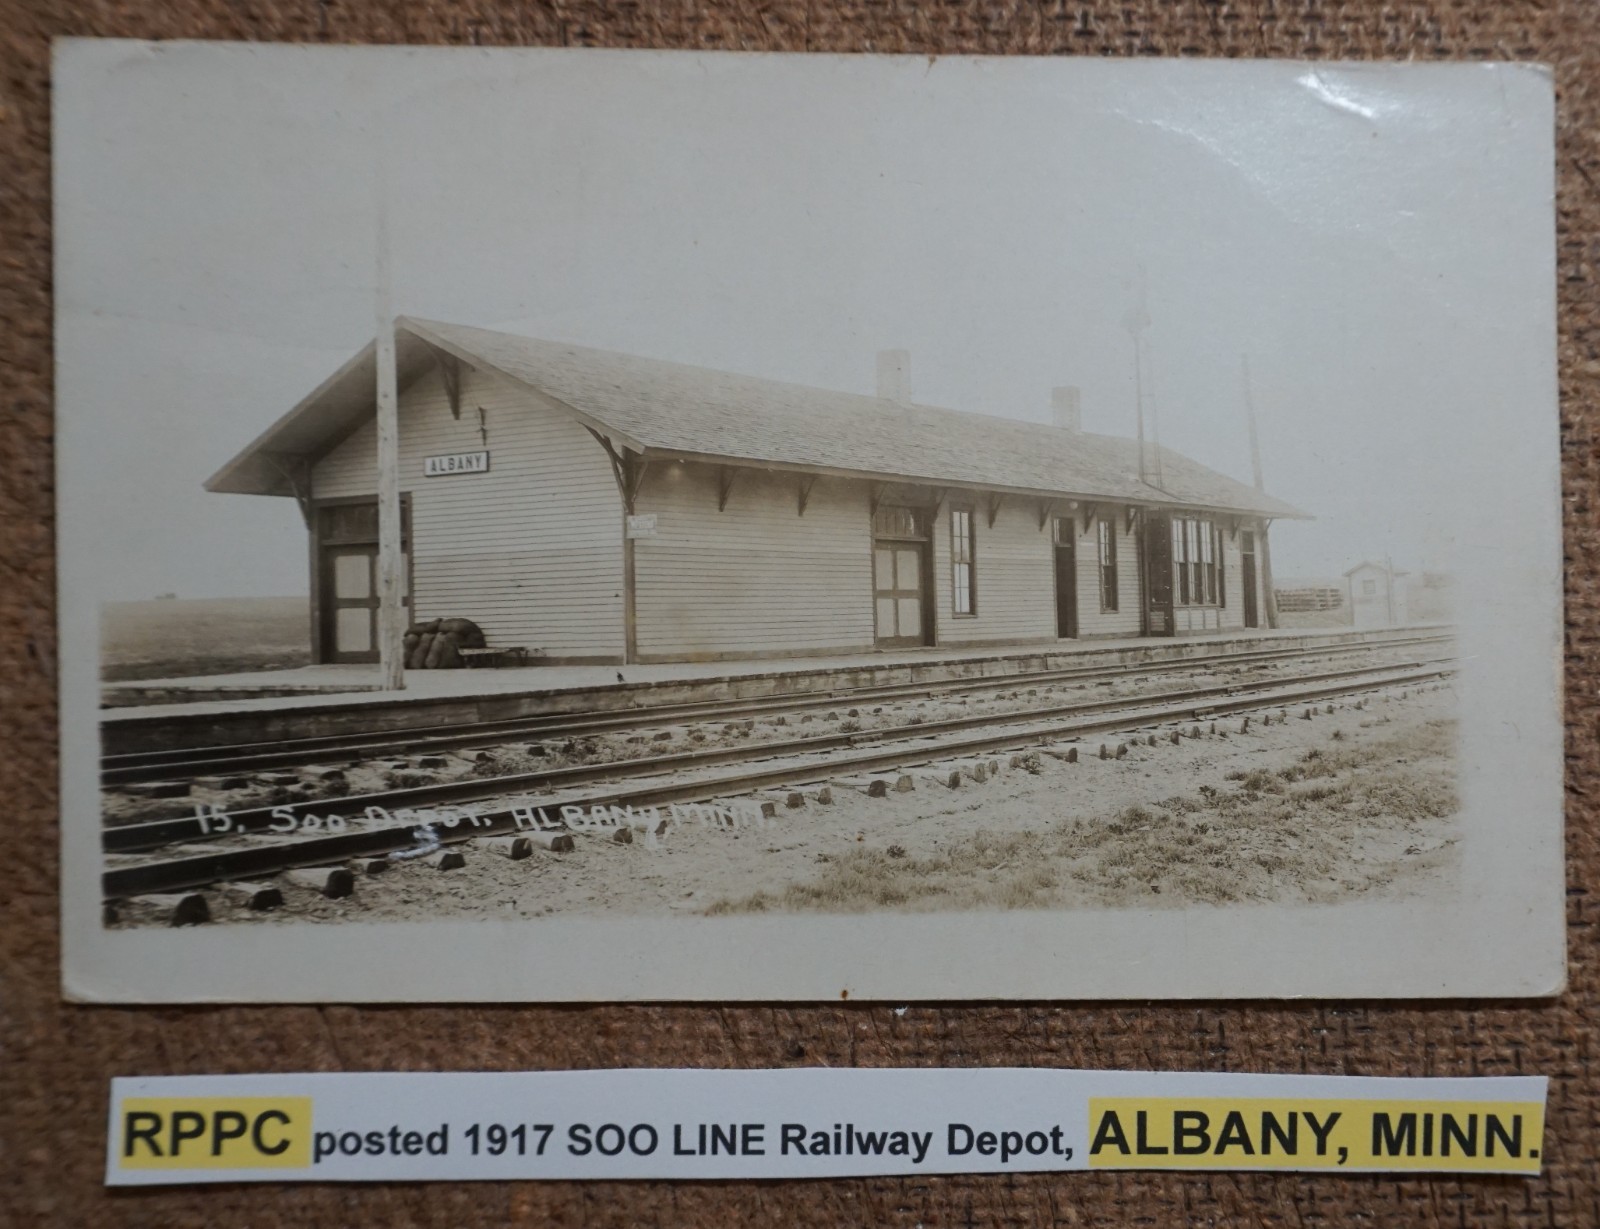 ALBANY
15. Soo Depot. ALBANY MINN.
RPPC posted 1917 SOO LINE Railway Depot, ALBANY, MINN.